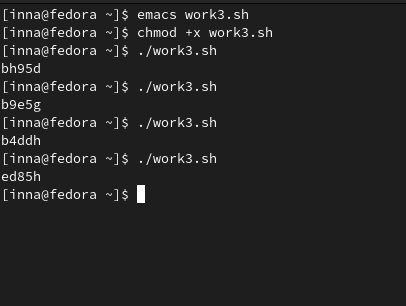 [inna@fedora ~]$ emacs work3.sh
[inna@fedora ~]$ chmod +x work3.sh
[inna@fedora ~]$ ./work3.sh
bh95d
[inna@fedora ~]$ ./work3.sh
b9e5g
[inna@fedora ~]$ ./work3.sh
b4ddh
[inna@fedora ~]$ ./work3.sh
ed85h
[inna@fedora ~]$